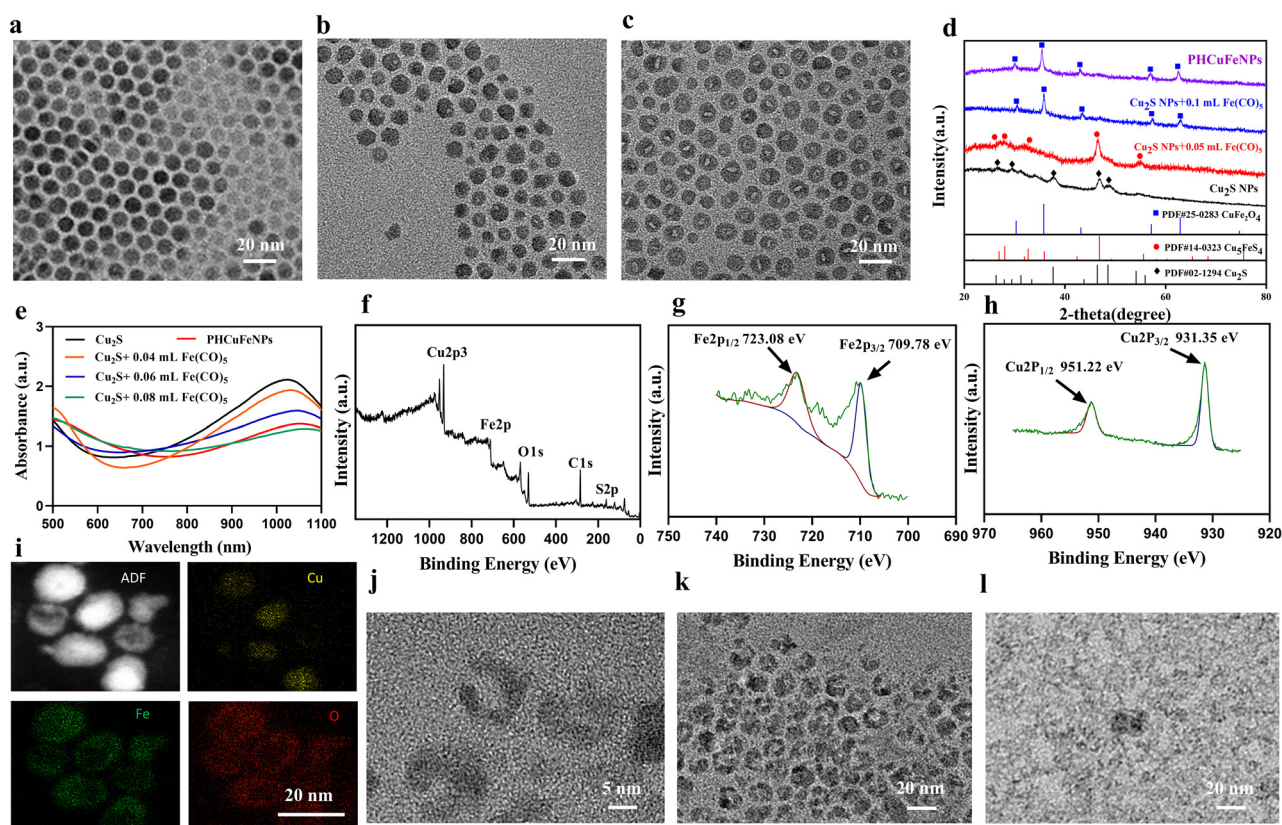 a
20 nm
b
20 nm
c
20 nm
d
Intensity(a.u.)
PHCuFeNPs
Cu₂S NPs+0.1 mL Fe(CO)₅
Cu₂S NPs+0.05 mL Fe(CO)₅
Cu₂S NPs
PDF#25-0283 CuFe₂O₄
PDF#14-0323 Cu₅FeS₄
PDF#02-1294 Cu₂S
20 40 60 80
2-theta(degree)
e
Absorbance (a.u.)
3
2
1
0
Cu₂S
PHCuFeNPs
Cu₂S+ 0.04 mL Fe(CO)₅
Cu₂S+ 0.06 mL Fe(CO)₅
Cu₂S+ 0.08 mL Fe(CO)₅
500 600 700 800 900 1000 1100
Wavelength (nm)
f
Intensity (a.u.)
Cu2p3
Fe2p
O1s
C1s
S2p
1200 1000 800 600 400 200 0
Binding Energy (eV)
g
Intensity (a.u.)
Fe2p₁/₂ 723.08 eV
Fe2p₃/₂ 709.78 eV
740 730 720 710 700 690
Binding Energy (eV)
h
Intensity (a.u.)
Cu2P₃/₂ 931.35 eV
Cu2P₁/₂ 951.22 eV
970 960 950 940 930 920
Binding Energy (eV)
i
ADF
Cu
Fe
O
20 nm
j
5 nm
k
20 nm
l
20 nm